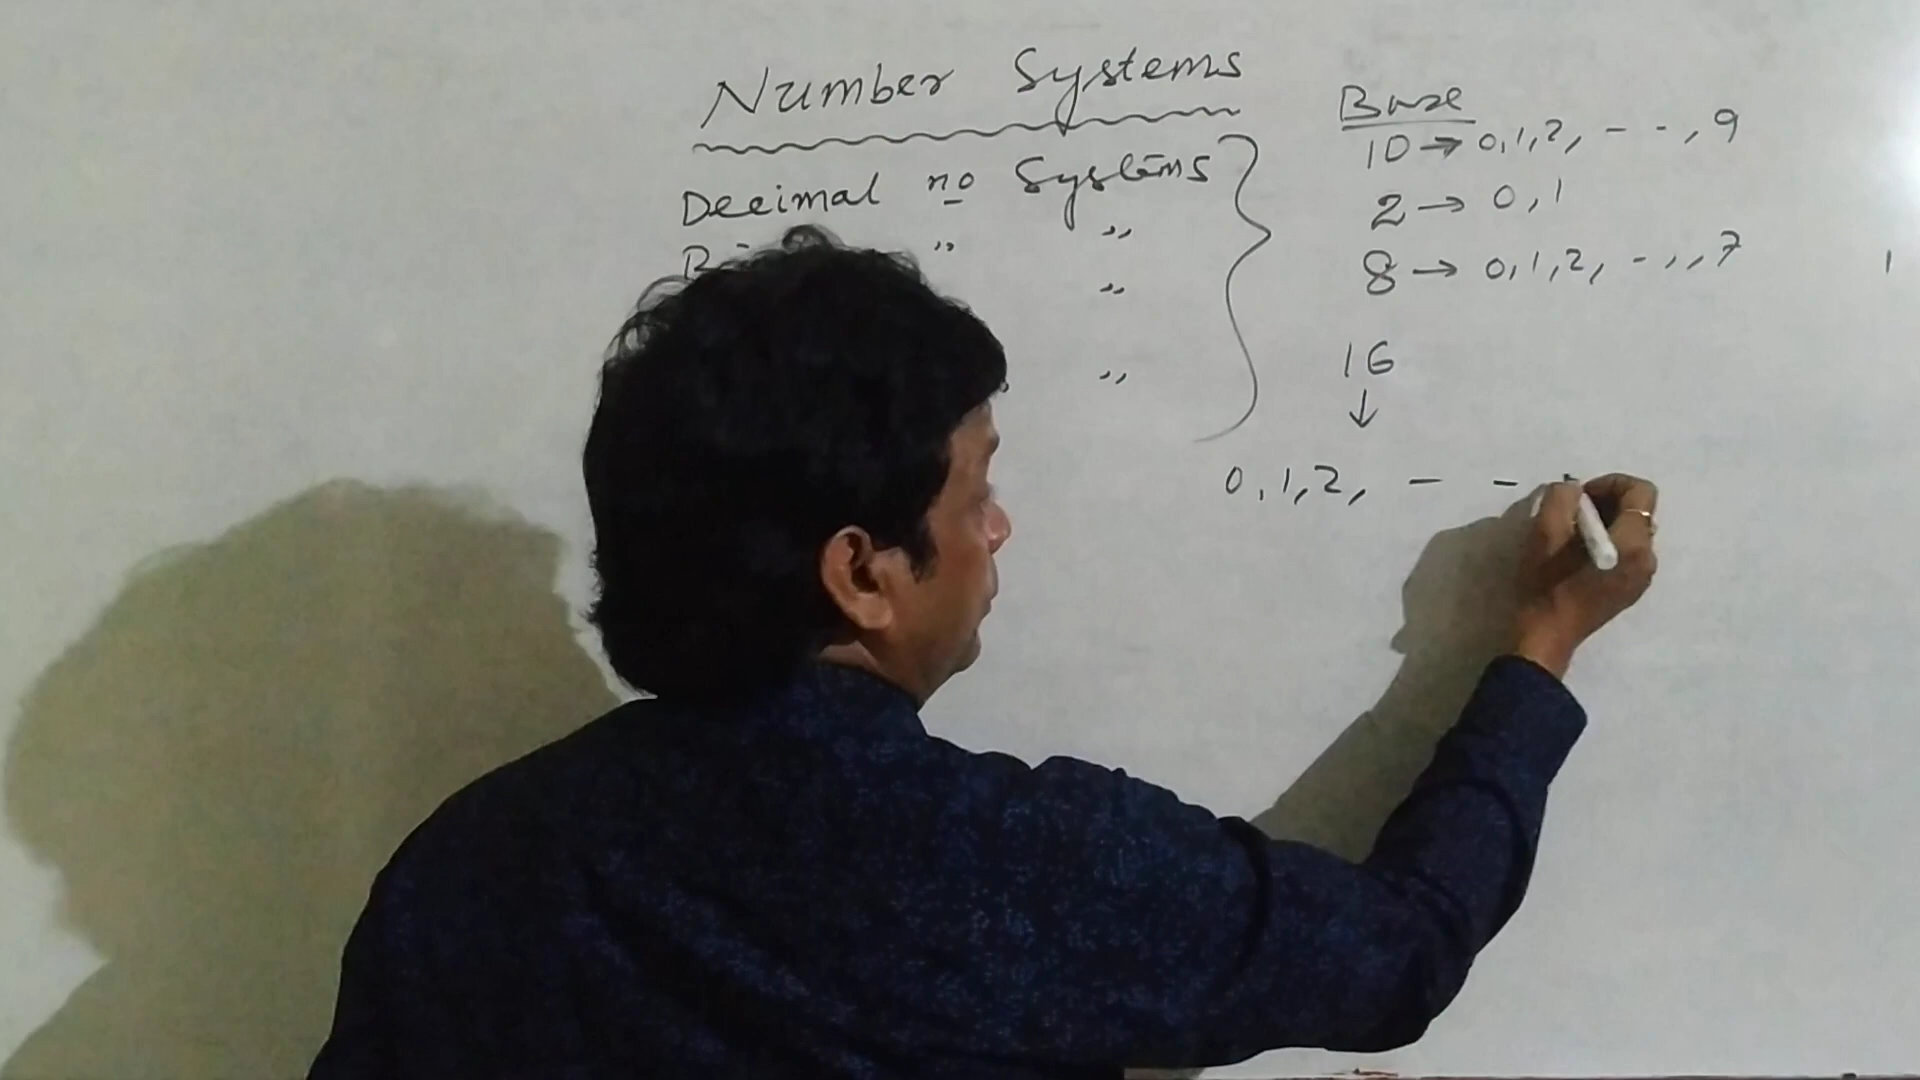 Number Systems
Decimal no Systems
Base
10 → 0,1,2, - - , 9
„ „
2 → 0,1
„
8 → 0,1,2, - , , 7
„
16
↓
0,1,2, - -